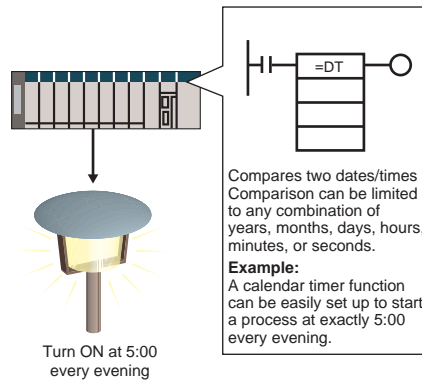 =DT
Compares two dates/times
Comparison can be limited
to any combination of
years, months, days, hours,
minutes, or seconds.
Example:
A calendar timer function
can be easily set up to start
a process at exactly 5:00
every evening.
Turn ON at 5:00
every evening